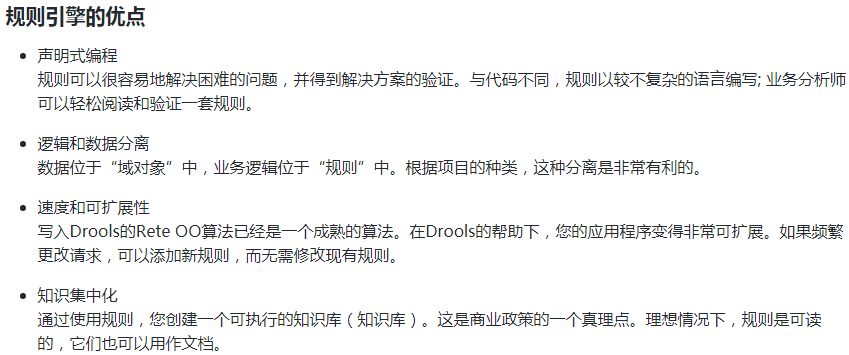 规则引擎的优点
声明式编程
规则可以很容易地解决困难的问题，并得到解决方案的验证。与代码不同，规则以较不复杂的语言编写; 业务分析师
可以轻松阅读和验证一套规则。
逻辑和数据分离
数据位于“域对象”中，业务逻辑位于“规则”中。根据项目的种类，这种分离是非常有利的。
速度和可扩展性
写入Drools的Rete OO算法已经是一个成熟的算法。在Drools的帮助下，您的应用程序变得非常可扩展。如果频繁
更改请求，可以添加新规则，而无需修改现有规则。
知识集中化
通过使用规则，您创建一个可执行的知识库（知识库）。这是商业政策的一个真理点。理想情况下，规则是可读
的，它们也可以用作文档。